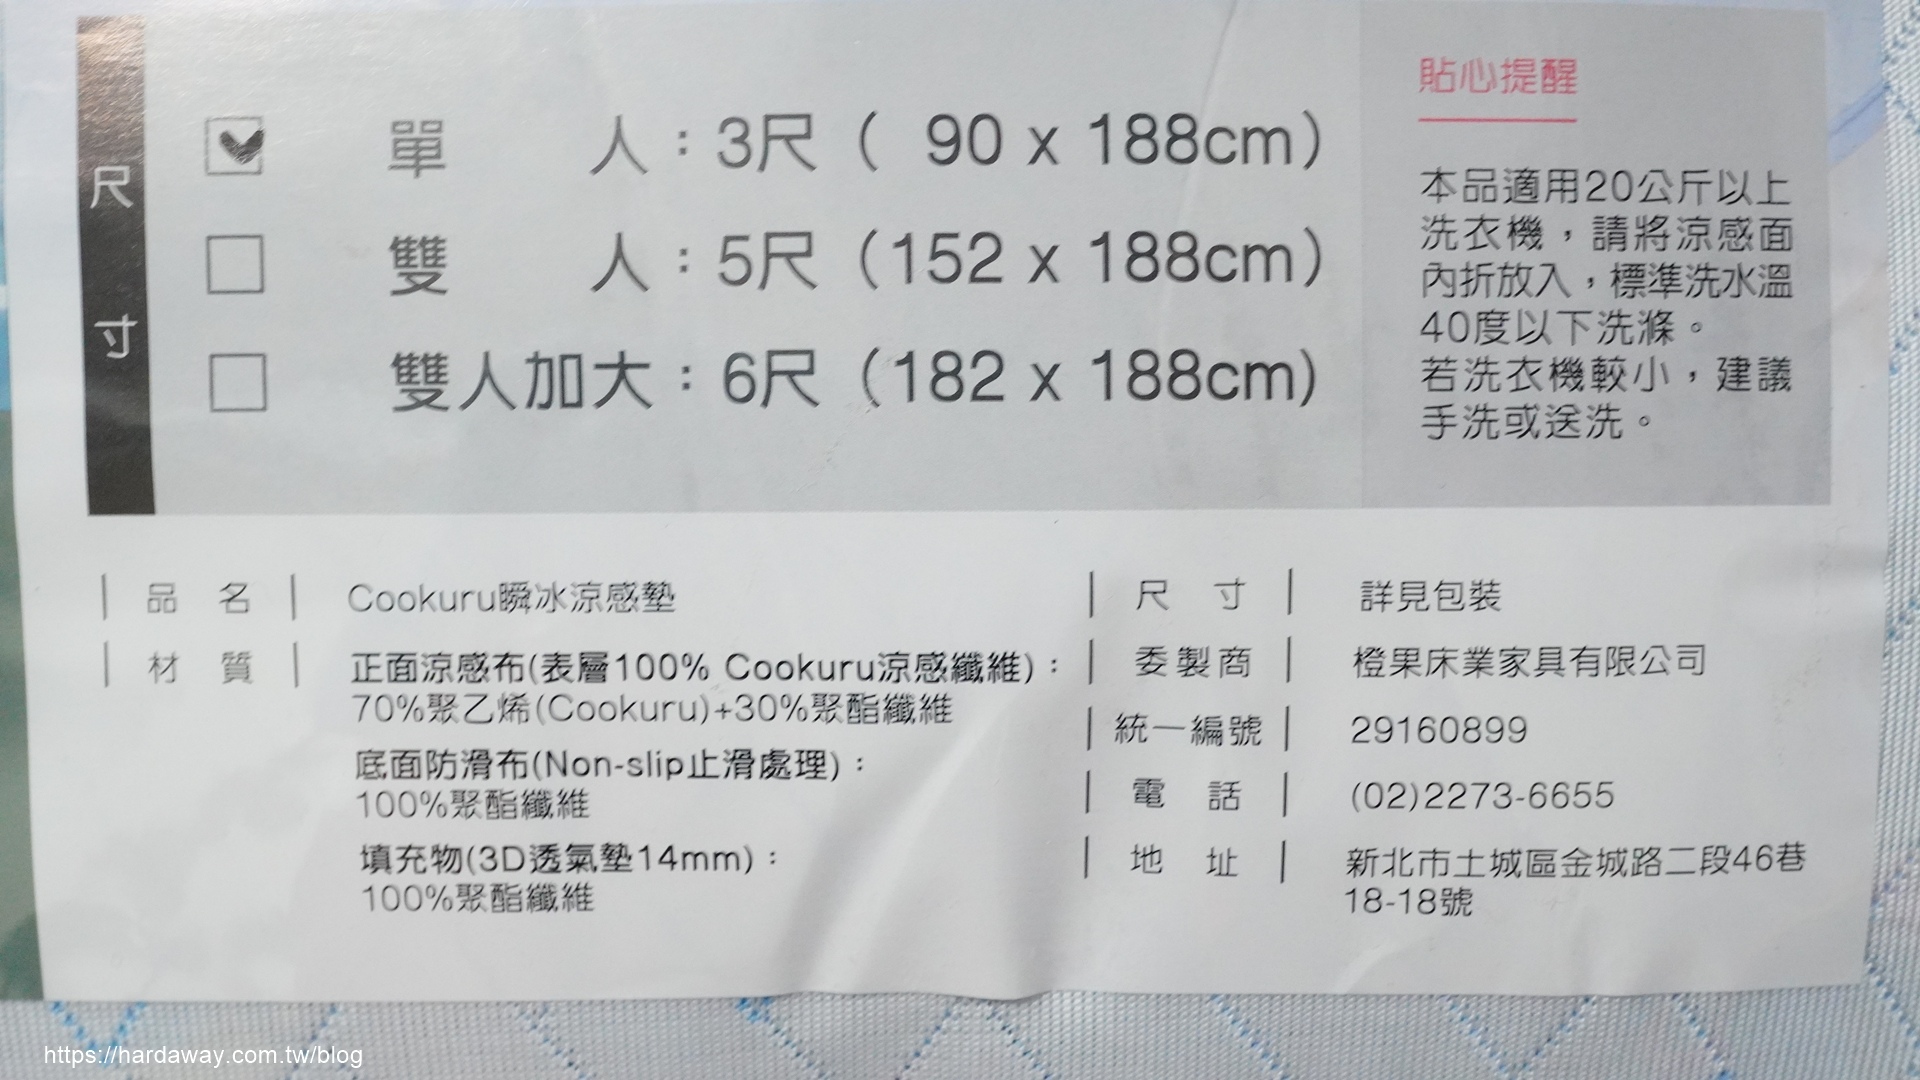 尺寸
單人：3尺（ 90 x 188cm）
雙人：5尺（152 x 188cm）
雙人加大：6尺（182 x 188cm)
貼心提醒
本品適用20公斤以上
洗衣機，請將涼感面
內折放入，標準洗水溫
40度以下洗滌。
若洗衣機較小，建議
手洗或送洗。
品名 | Cookuru瞬冰涼感墊
材質 | 正面涼感布(表層100% Cookuru涼感纖維)：
70%聚乙烯(Cookuru)+30%聚酯纖維
底面防滑布(Non-slip止滑處理)：
100%聚酯纖維
填充物(3D透氣墊14mm)：
100%聚酯纖維
尺寸 | 詳見包裝
委製商 | 橙果床業家具有限公司
統一編號 | 29160899
電話 | (02)2273-6655
地址 | 新北市土城區金城路二段46巷
18-18號
https://hardaway.com.tw/blog